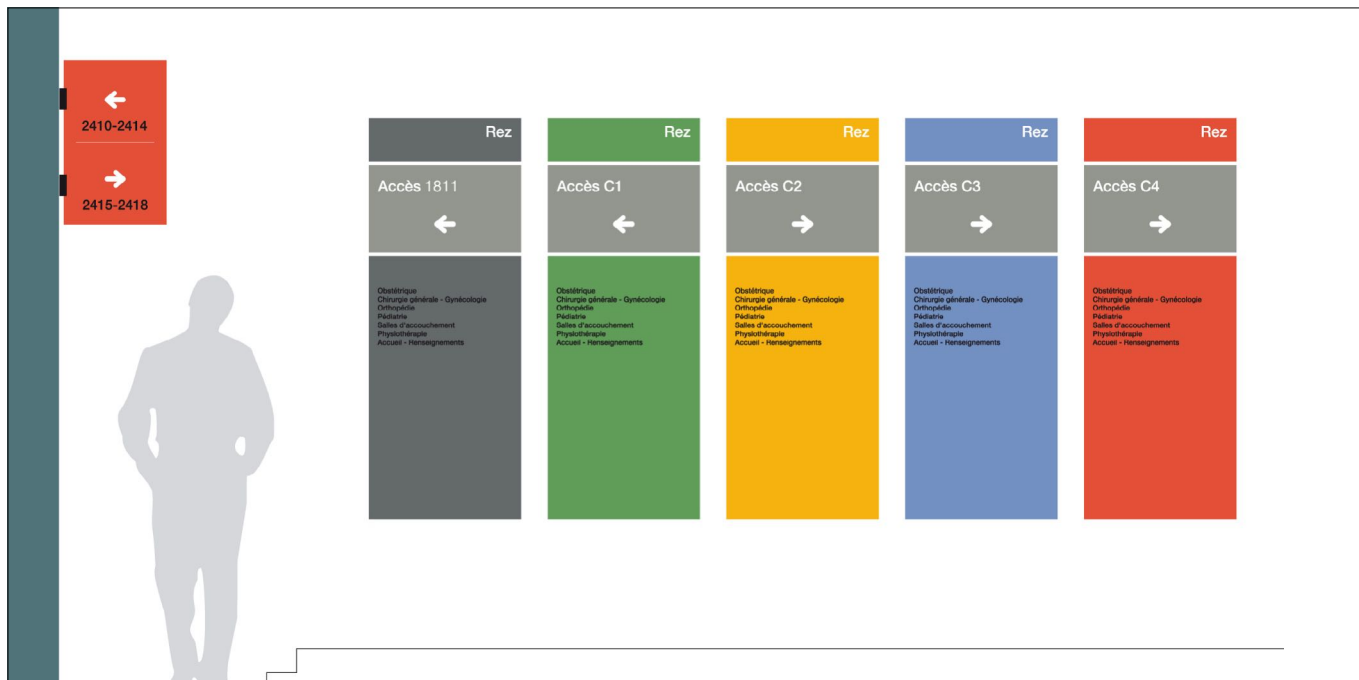 2410-2414
2415-2418
Rez
Accès 1811
Obstétrique
Chirurgie générale - Gynécologie
Orthopédie
Pédiatrie
Salles d'accouchement
Physiothérapie
Accueil - Renseignements
Rez
Accès C1
Obstétrique
Chirurgie générale - Gynécologie
Orthopédie
Pédiatrie
Salles d'accouchement
Physiothérapie
Accueil - Renseignements
Rez
Accès C2
Obstétrique
Chirurgie générale - Gynécologie
Orthopédie
Pédiatrie
Salles d'accouchement
Physiothérapie
Accueil - Renseignements
Rez
Accès C3
Obstétrique
Chirurgie générale - Gynécologie
Orthopédie
Pédiatrie
Salles d'accouchement
Physiothérapie
Accueil - Renseignements
Rez
Accès C4
Obstétrique
Chirurgie générale - Gynécologie
Orthopédie
Pédiatrie
Salles d'accouchement
Physiothérapie
Accueil - Renseignements